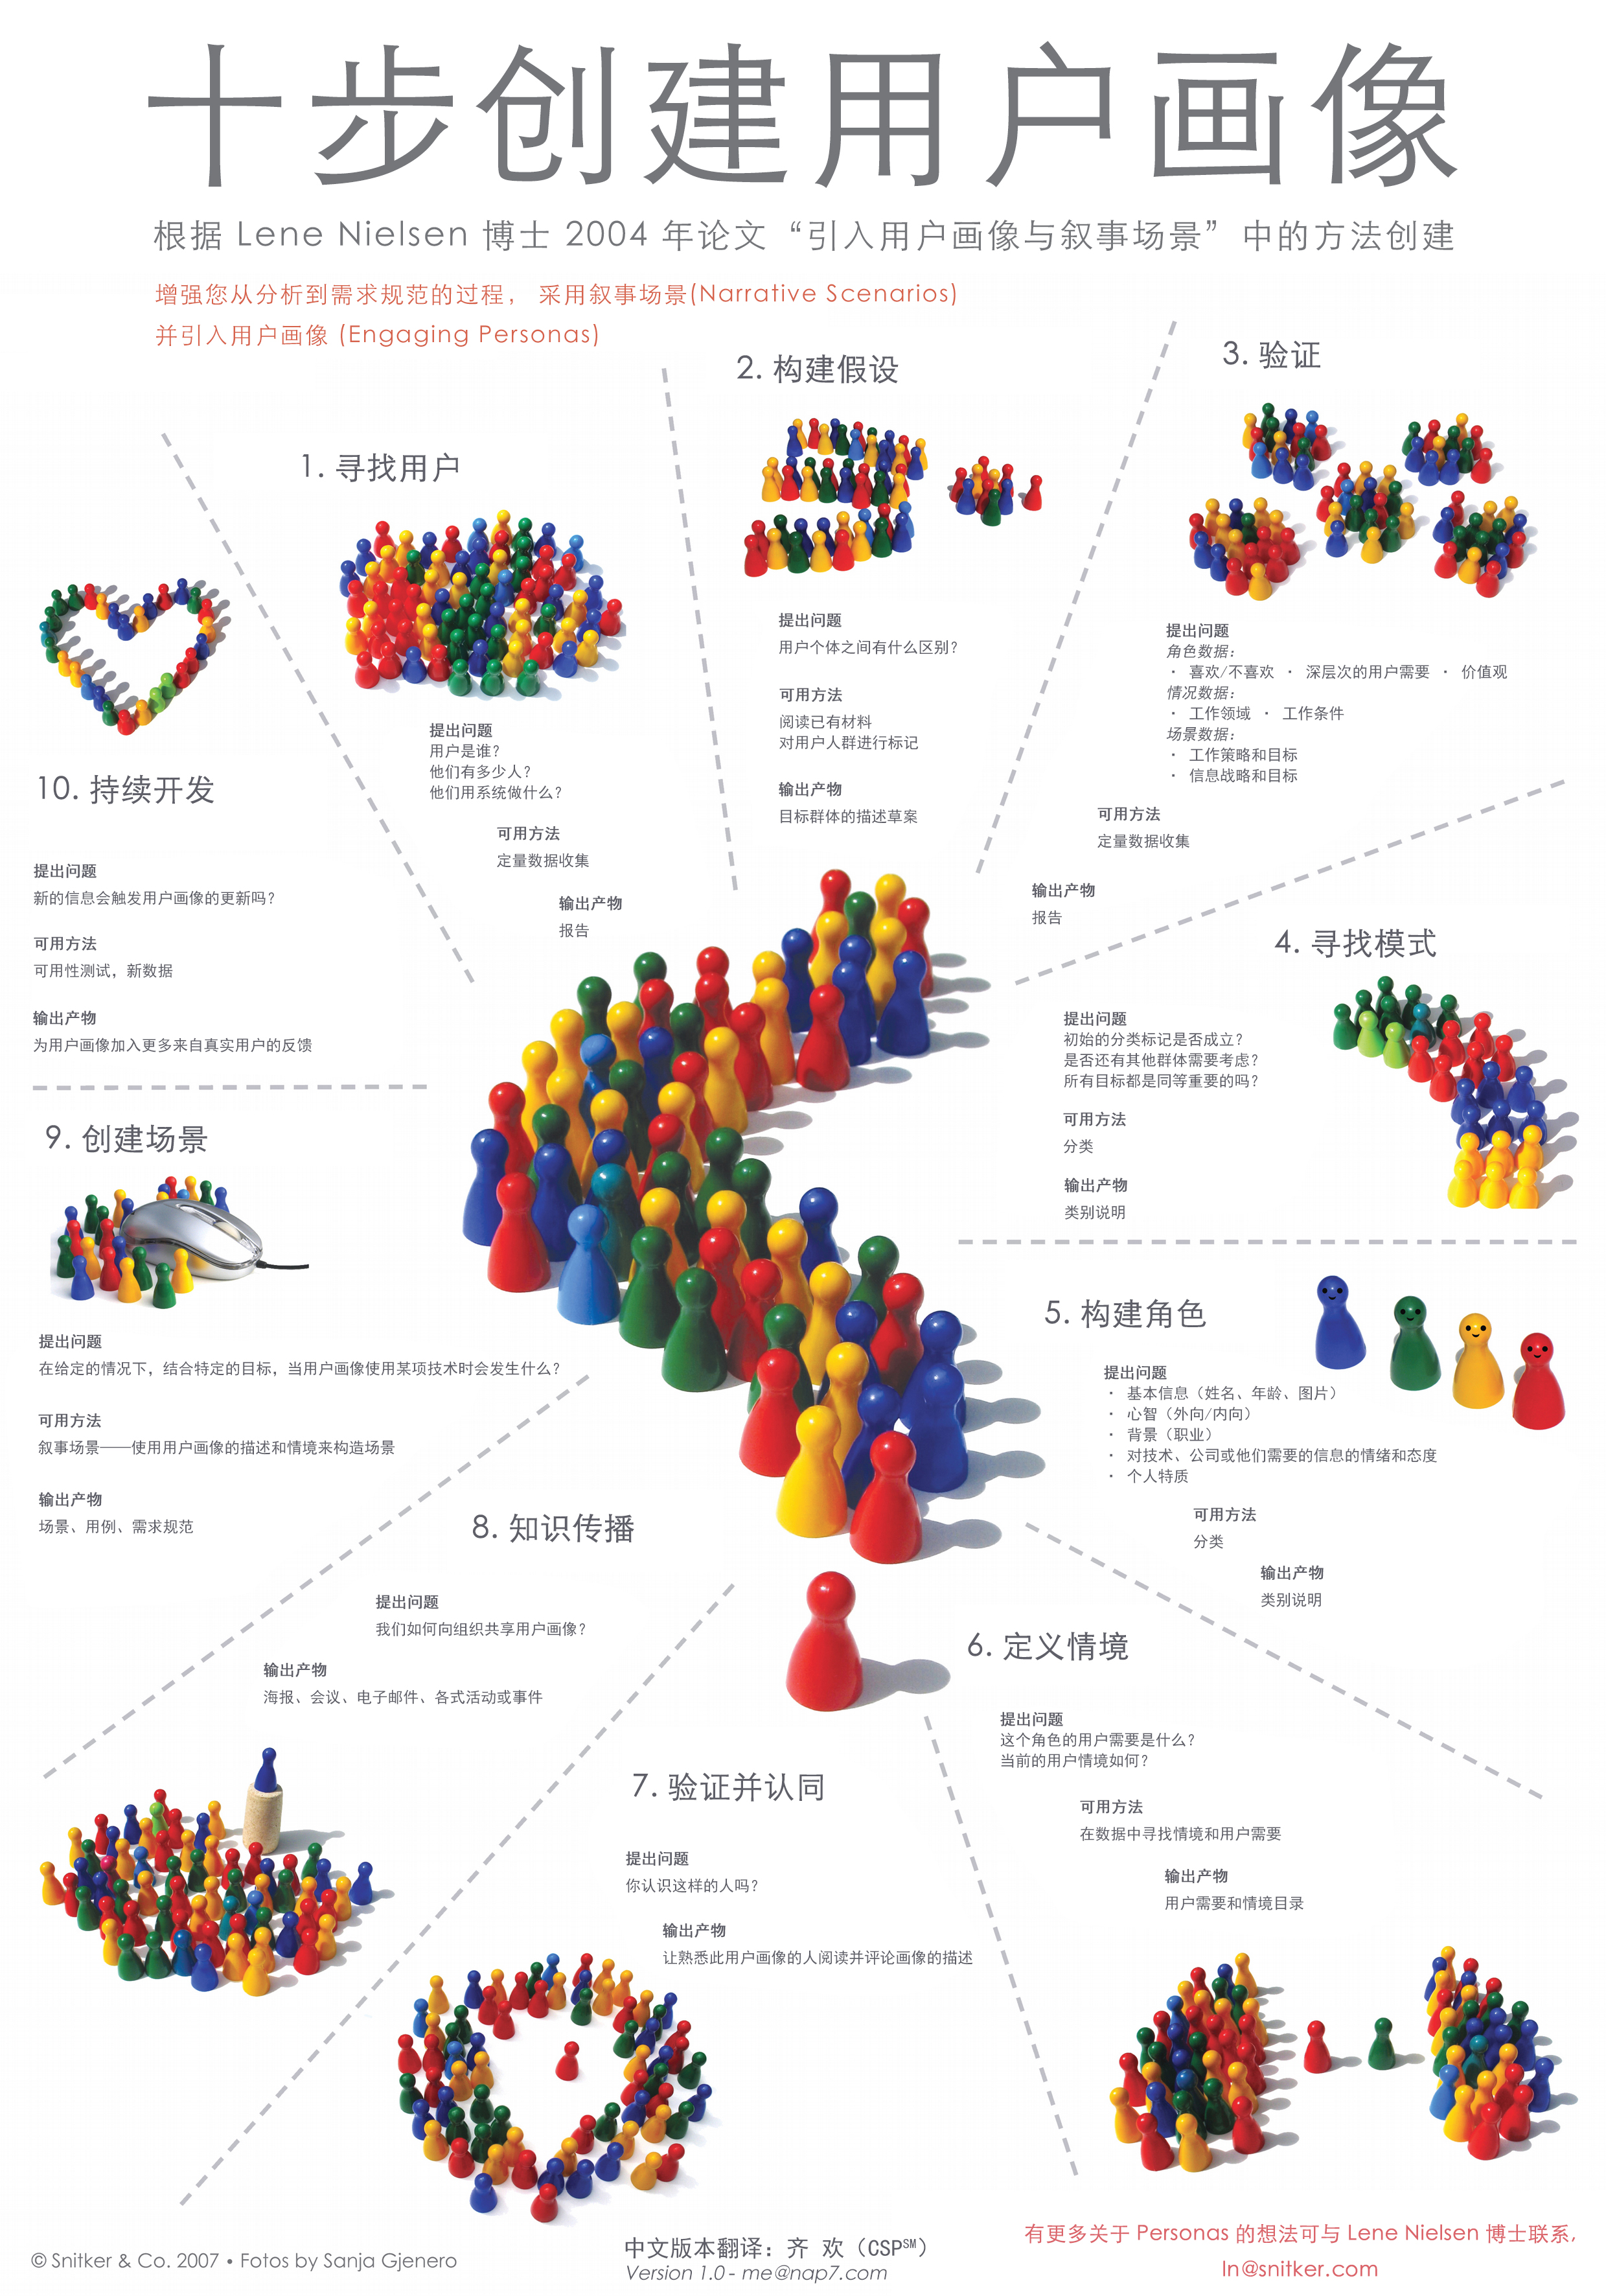 十步创建用户画像
根据 Lene Nielsen 博士 2004 年论文“引入用户画像与叙事场景”中的方法创建
增强您从分析到需求规范的过程， 采用叙事场景(Narrative Scenarios)
并引入用户画像 (Engaging Personas)
1. 寻找用户
提出问题
用户是谁？
他们有多少人？
他们用系统做什么？
可用方法
定量数据收集
输出产物
报告
2. 构建假设
提出问题
用户个体之间有什么区别？
可用方法
阅读已有材料
对用户人群进行标记
输出产物
目标群体的描述草案
3. 验证
提出问题
角色数据：
· 喜欢/不喜欢 · 深层次的用户需要 · 价值观
情况数据：
· 工作领域 · 工作条件
场景数据：
· 工作策略和目标
· 信息战略和目标
可用方法
定量数据收集
输出产物
报告
4. 寻找模式
提出问题
初始的分类标记是否成立？
是否还有其他群体需要考虑？
所有目标都是同等重要的吗？
可用方法
分类
输出产物
类别说明
5. 构建角色
提出问题
· 基本信息（姓名、年龄、图片）
· 心智（外向/内向）
· 背景（职业）
· 对技术、公司或他们需要的信息的情绪和态度
· 个人特质
可用方法
分类
输出产物
类别说明
6. 定义情境
提出问题
这个角色的用户需要是什么？
当前的用户情境如何？
可用方法
在数据中寻找情境和用户需要
输出产物
用户需要和情境目录
7. 验证并认同
提出问题
你认识这样的人吗？
输出产物
让熟悉此用户画像的人阅读并评论画像的描述
8. 知识传播
提出问题
我们如何向组织共享用户画像？
输出产物
海报、会议、电子邮件、各式活动或事件
9. 创建场景
提出问题
在给定的情况下，结合特定的目标，当用户画像使用某项技术时会发生什么？
可用方法
叙事场景——使用用户画像的描述和情境来构造场景
输出产物
场景、用例、需求规范
10. 持续开发
提出问题
新的信息会触发用户画像的更新吗？
可用方法
可用性测试，新数据
输出产物
为用户画像加入更多来自真实用户的反馈
© Snitker & Co. 2007 • Fotos by Sanja Gjenero
中文版本翻译：齐 欢（CSP℠）
Version 1.0 - me@nap7.com
有更多关于 Personas 的想法可与 Lene Nielsen 博士联系,
ln@snitker.com